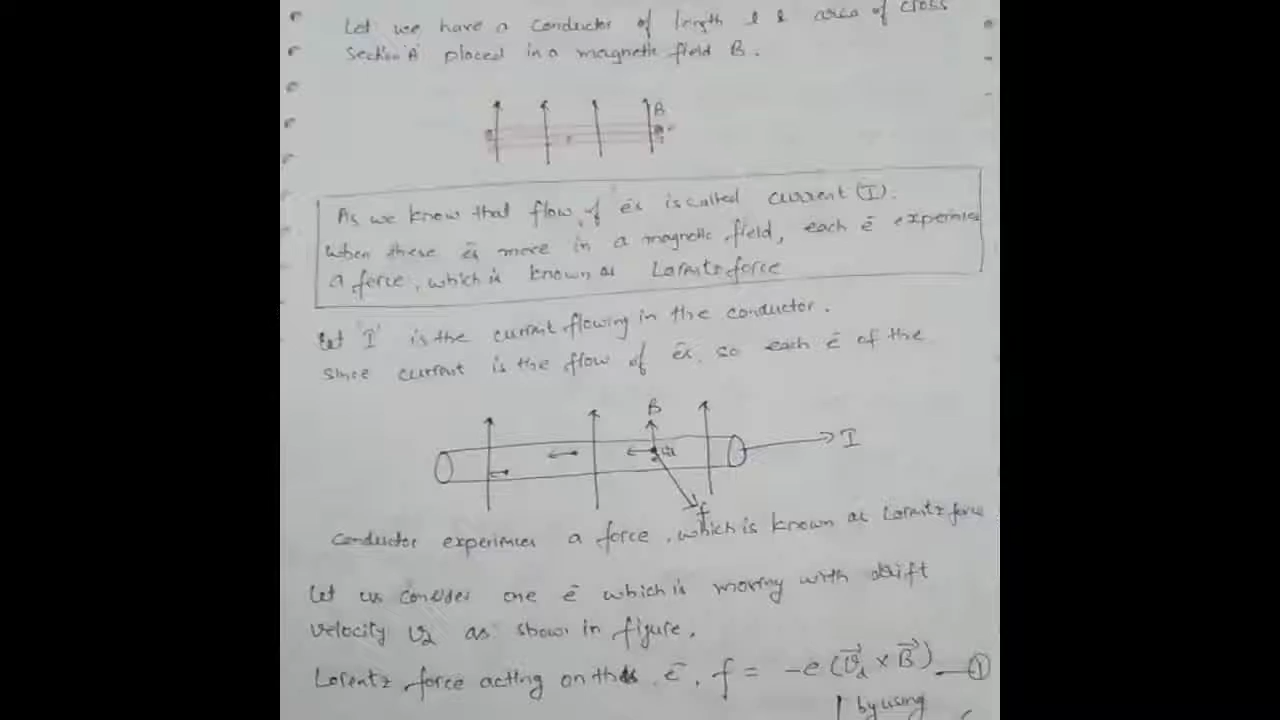 Let we have a conductor of length l & area of cross
section A placed in a magnetic field B.
B
As we know that flow of e⁻s is called current (I).
When these e⁻s move in a magnetic field, each e⁻ experinces
a force, which is known as Lorentz force
Let 'I' is the current flowing in the conductor.
since current is the flow of e⁻s. so each e⁻ of the
B
I
f
conductor experinces a force, which is known as Lorentz force
Let us consider one e⁻ which is moving with drift
velocity vd as shown in figure.
Lorentz force acting on this e⁻, f = -e(v⃗d × B⃗) — ①
by using